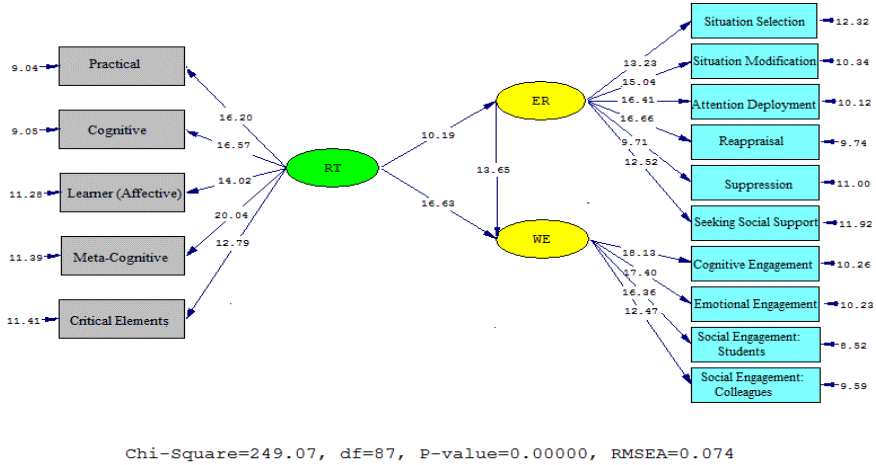 Situation Selection
12.32
Practical
9.04
13.23
Situation Modification
10.34
15.04
ER
16.41
Attention Deployment
10.12
16.20
16.66
Cognitive
9.05
10.19
9.71
Reappraisal
9.74
16.57
12.52
RT
13.65
Suppression
11.00
14.02
Learner (Affective)
11.28
16.63
20.04
Seeking Social Support
11.92
WE
12.79
18.13
Meta-Cognitive
11.39
Cognitive Engagement
10.26
17.40
16.36
Emotional Engagement
10.23
12.47
Critical Elements
11.41
Social Engagement:
Students
8.52
Social Engagement:
Colleagues
9.59
Chi-Square=249.07, df=87, P-value=0.00000, RMSEA=0.074